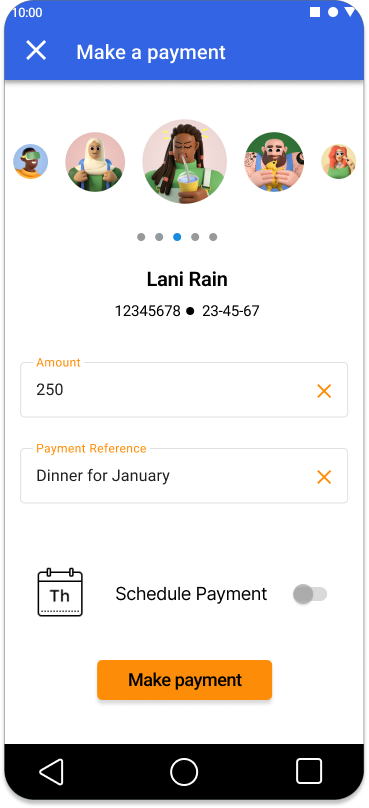 10:00
Make a payment
Lani Rain
12345678 ● 23-45-67
Amount
250
Payment Reference
Dinner for January
Th
Schedule Payment
Make payment